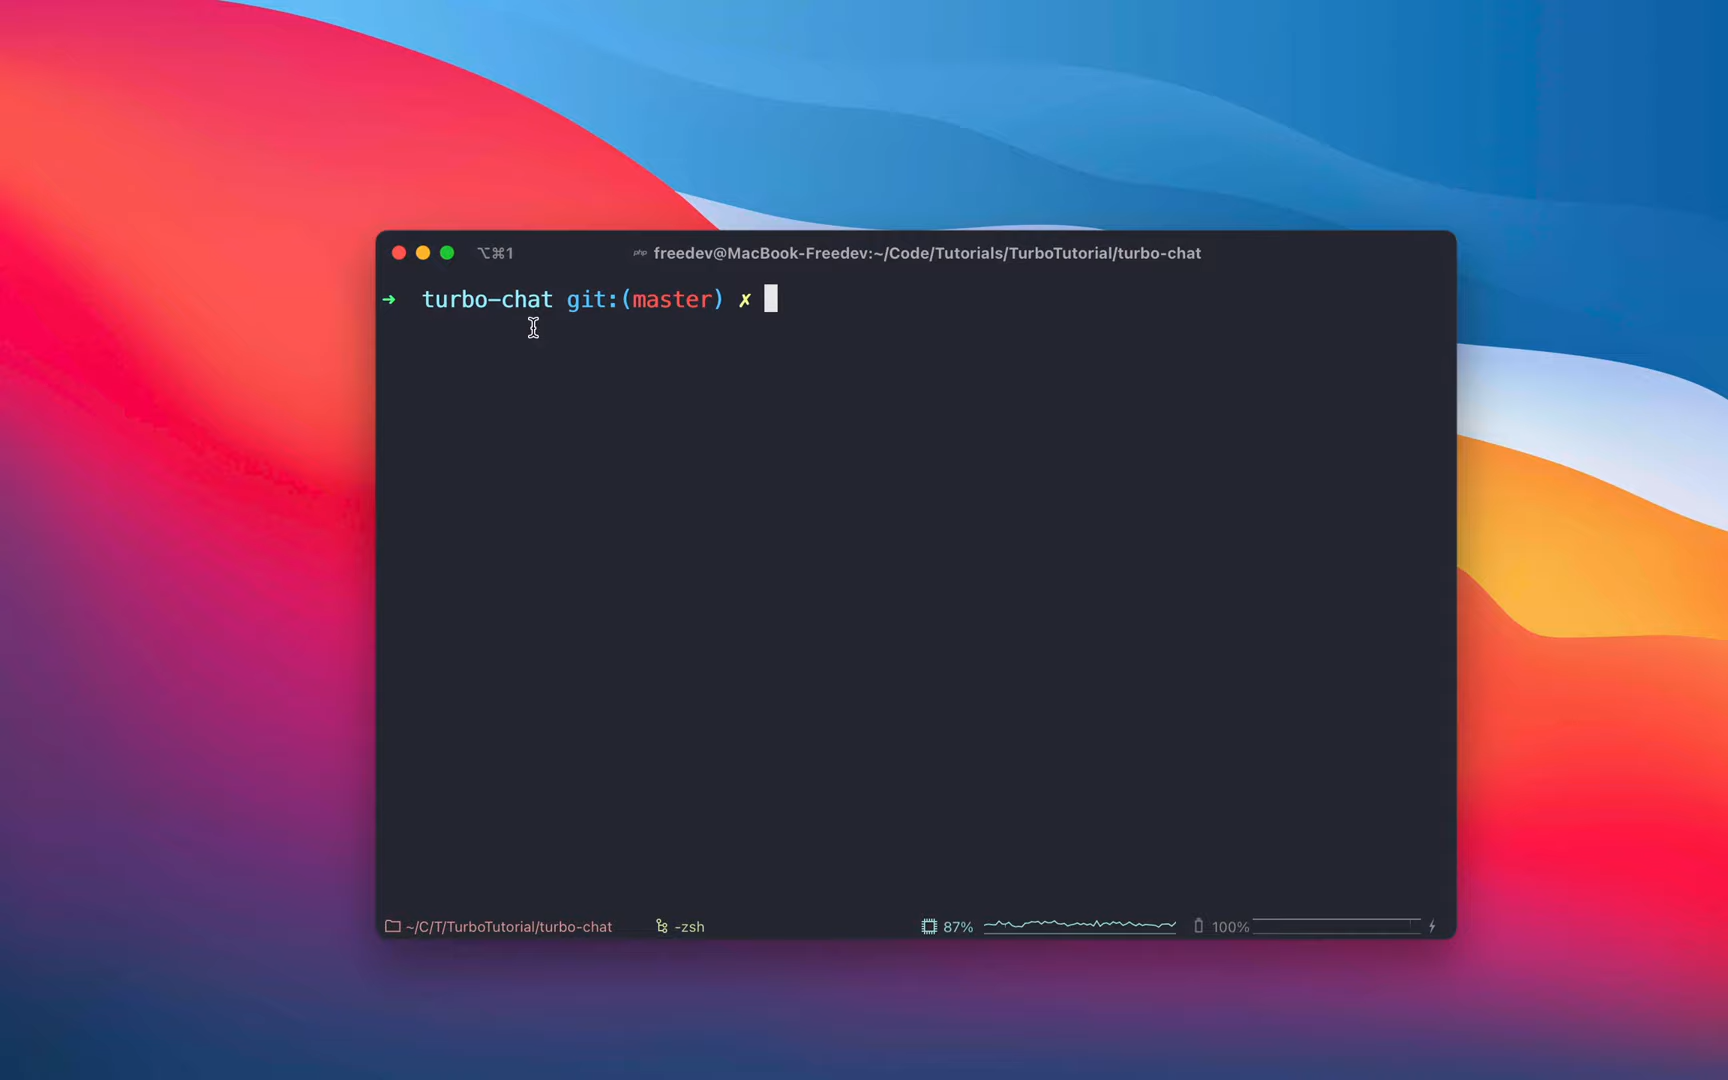 ⌥⌘1
php freedev@MacBook-Freedev:~/Code/Tutorials/TurboTutorial/turbo-chat
➜ turbo-chat git:(master) ✗
~/C/T/TurboTutorial/turbo-chat
-zsh
87%
100%